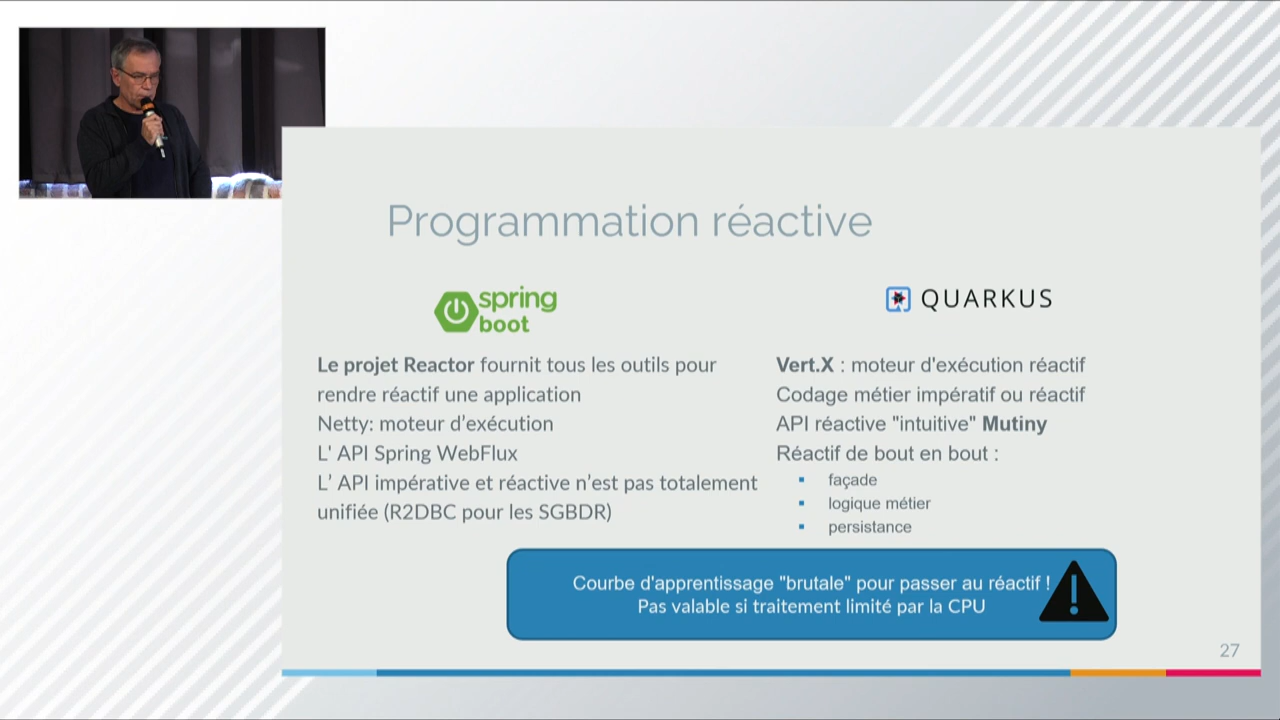 Programmation réactive
spring
boot
Le projet Reactor fournit tous les outils pour
rendre réactif une application
Netty: moteur d’exécution
L' API Spring WebFlux
L’ API impérative et réactive n’est pas totalement
unifiée (R2DBC pour les SGBDR)
QUARKUS
Vert.X : moteur d'exécution réactif
Codage métier impératif ou réactif
API réactive "intuitive" Mutiny
Réactif de bout en bout :
▪ façade
▪ logique métier
▪ persistance
Courbe d'apprentissage "brutale" pour passer au réactif !
Pas valable si traitement limité par la CPU
27